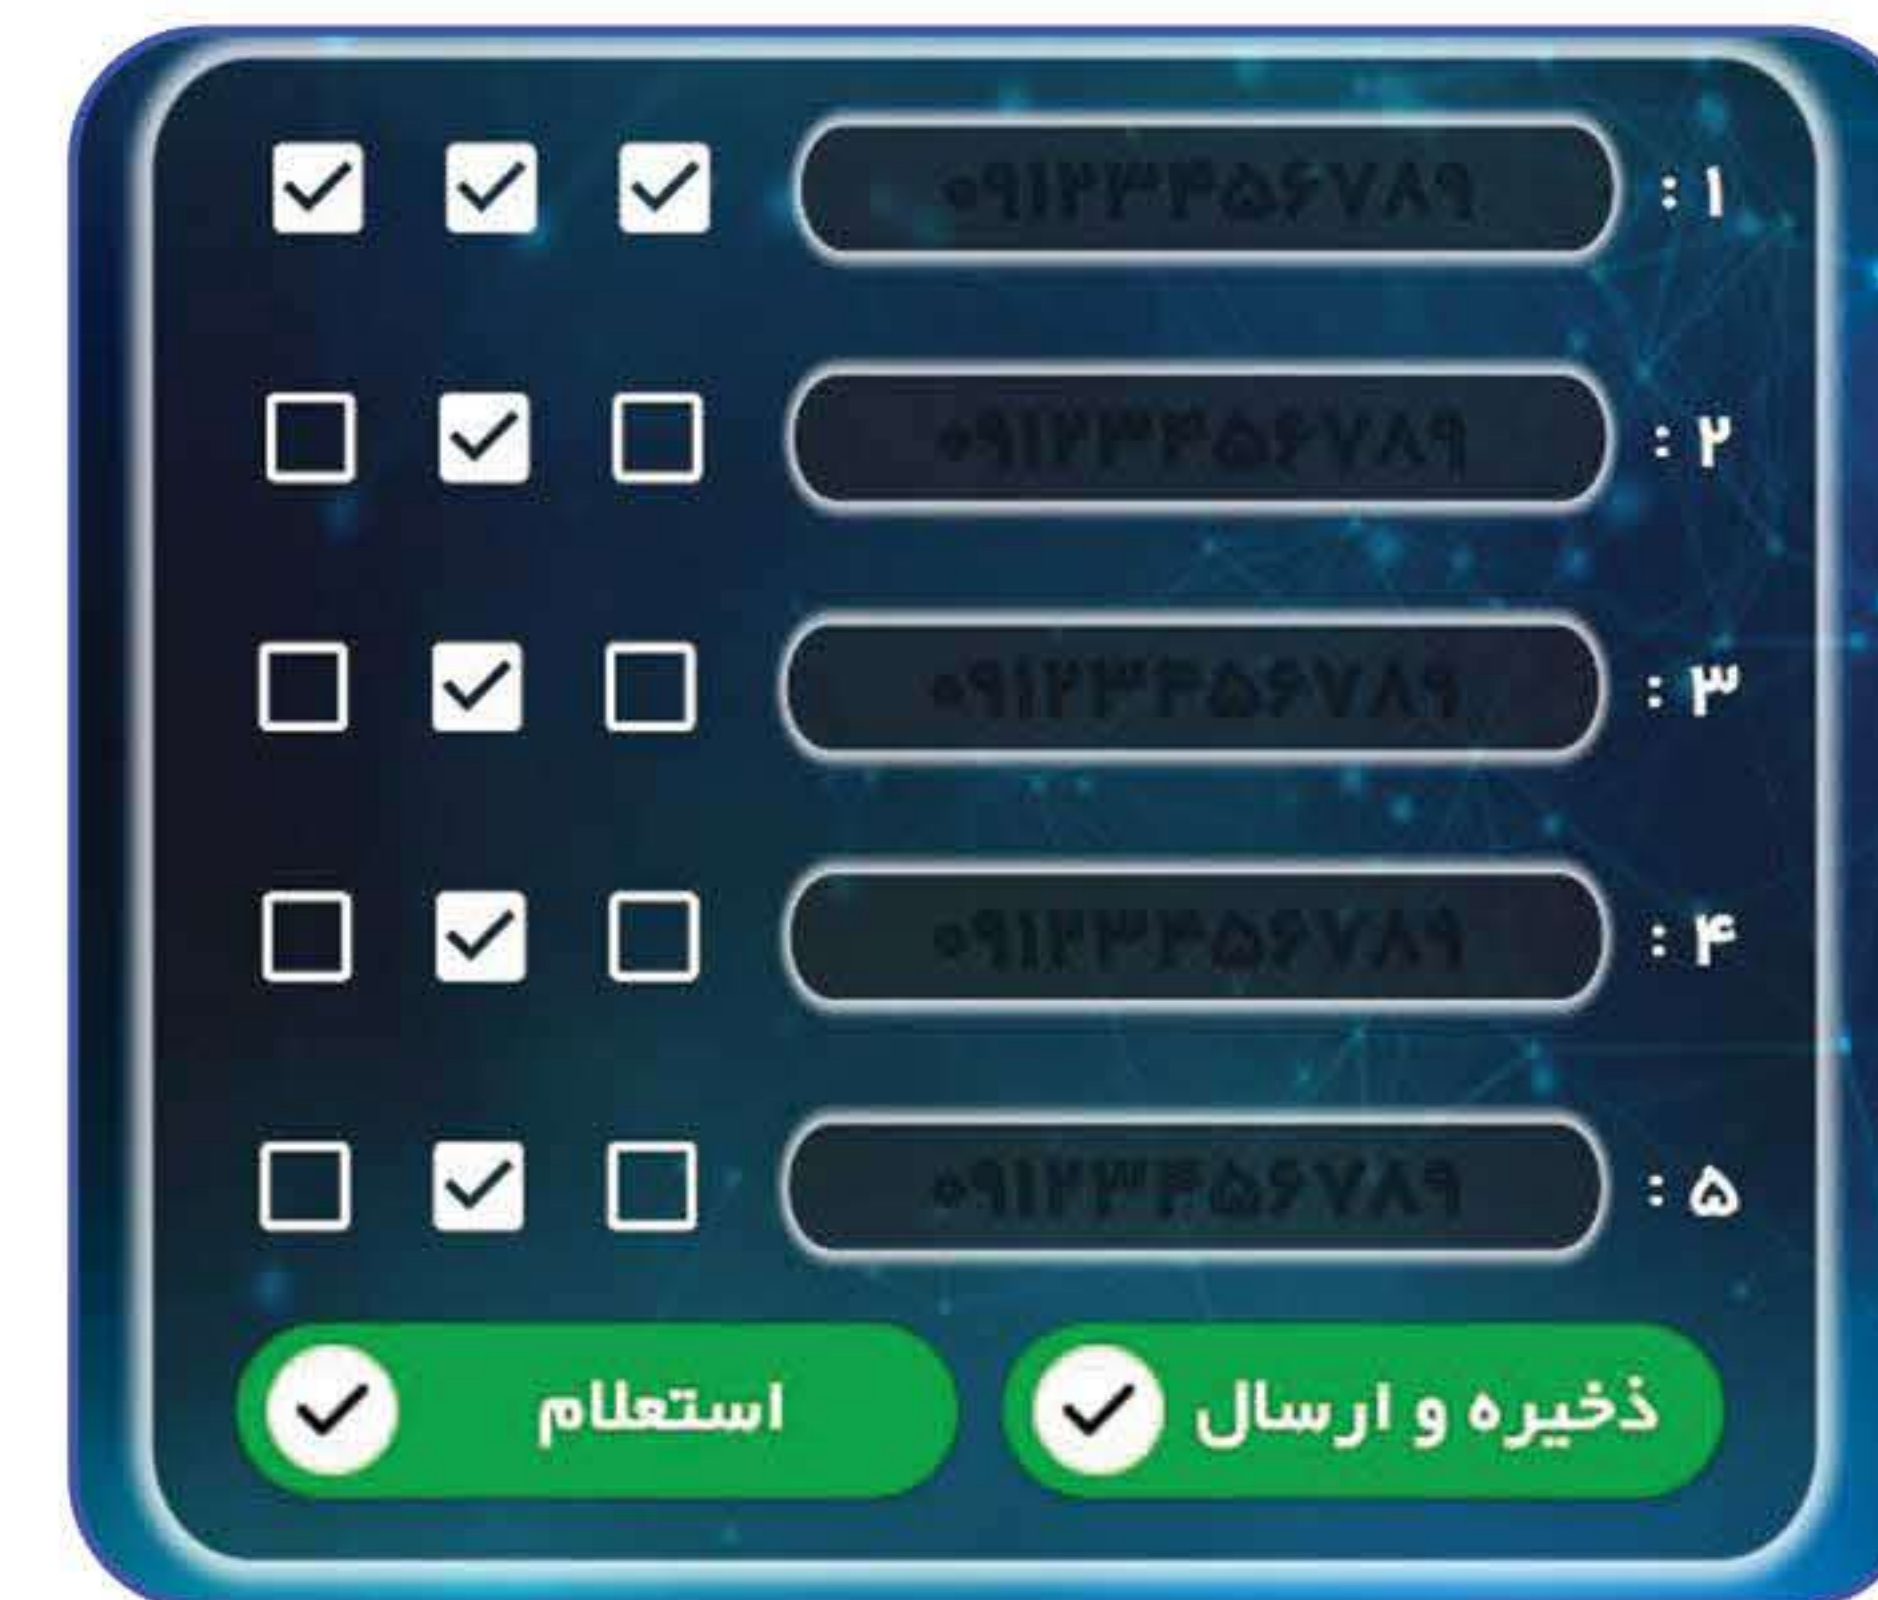 ۱ : ۰۹۱۲۳۴۵۶۷۸۹
۲ : ۰۹۱۲۳۴۵۶۷۸۹
۳ : ۰۹۱۲۳۴۵۶۷۸۹
۴ : ۰۹۱۲۳۴۵۶۷۸۹
۵ : ۰۹۱۲۳۴۵۶۷۸۹
ذخیره و ارسال استعلام